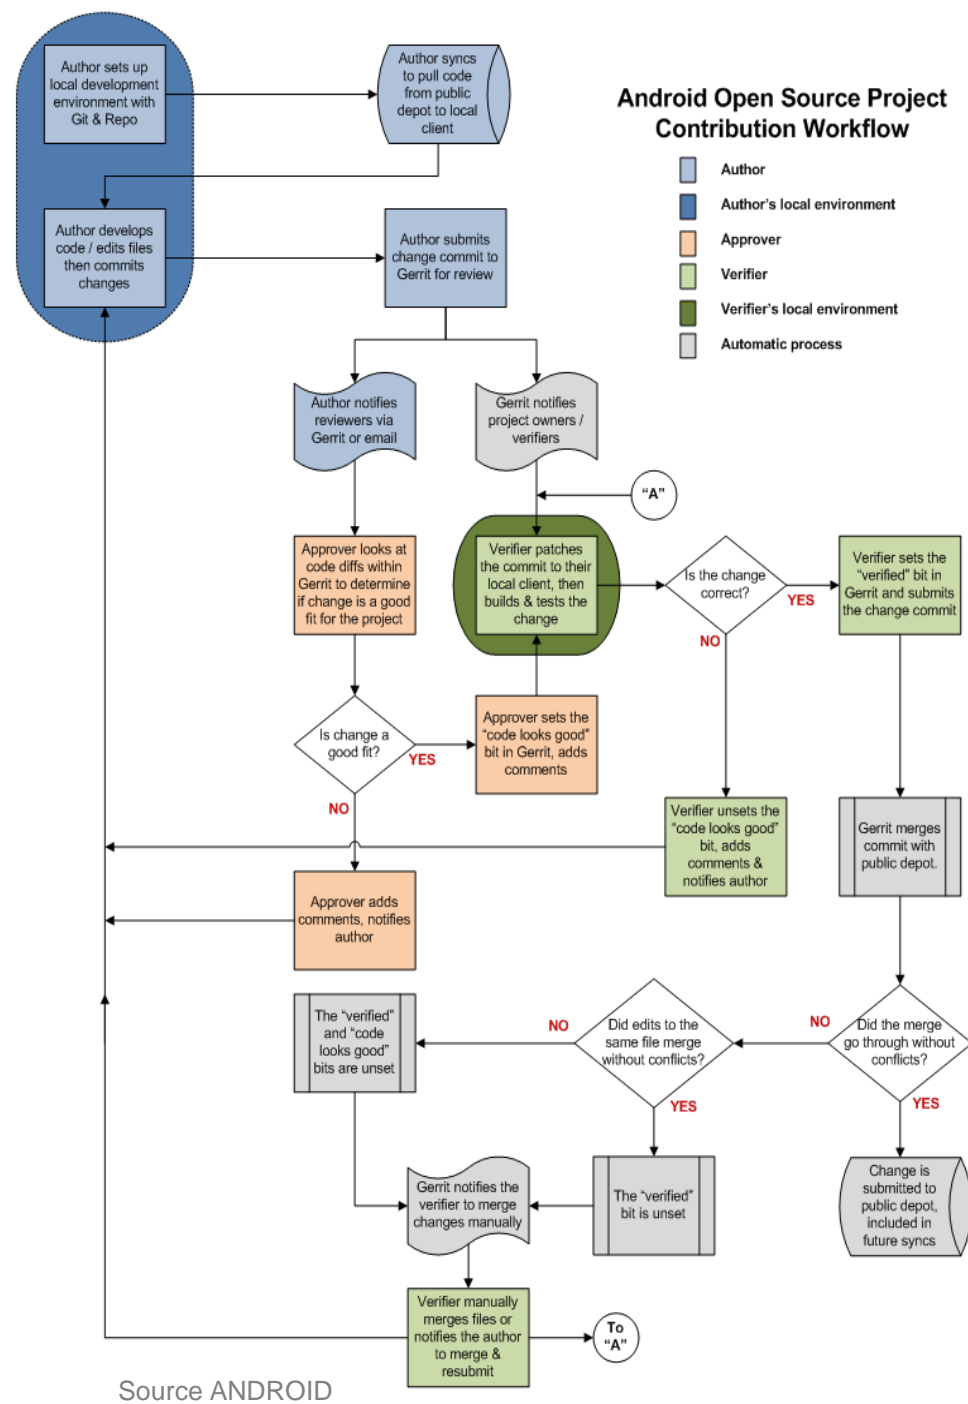 Author sets up
local development
environment with
Git & Repo
Author syncs
to pull code
from public
depot to local
client
Android Open Source Project
Contribution Workflow
Author
Author's local environment
Approver
Verifier
Verifier's local environment
Automatic process
Author develops
code / edits files
then commits
changes
Author submits
change commit to
Gerrit for review
Author notifies
reviewers via
Gerrit or email
Gerrit notifies
project owners /
verifiers
“A”
Approver looks at
code diffs within
Gerrit to determine
if change is a good
fit for the project
Verifier patches
the commit to their
local client, then
builds & tests the
change
Is the change
correct?
YES
NO
Verifier sets the
“verified” bit in
Gerrit and submits
the change commit
Is change a
good fit?
YES
NO
Approver sets the
“code looks good”
bit in Gerrit, adds
comments
Verifier unsets the
“code looks good”
bit, adds
comments &
notifies author
Gerrit merges
commit with
public depot.
Approver adds
comments, notifies
author
The “verified”
and “code
looks good”
bits are unset
NO
Did edits to the
same file merge
without conflicts?
YES
NO
Did the merge
go through without
conflicts?
YES
Gerrit notifies the
verifier to merge
changes manually
The “verified”
bit is unset
Change is
submitted to
public depot,
included in
future syncs
Verifier manually
merges files or
notifies the author
to merge &
resubmit
To
“A”
Source ANDROID